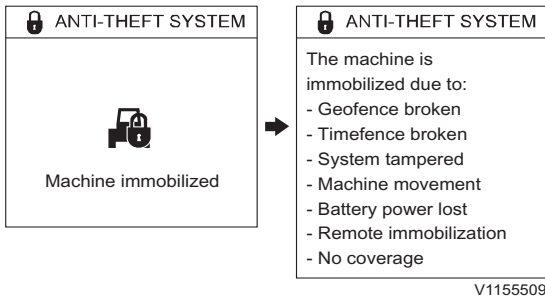 ANTI-THEFT SYSTEM
Machine immobilized
ANTI-THEFT SYSTEM
The machine is
immobilized due to:
- Geofence broken
- Timefence broken
- System tampered
- Machine movement
- Battery power lost
- Remote immobilization
- No coverage
V1155509